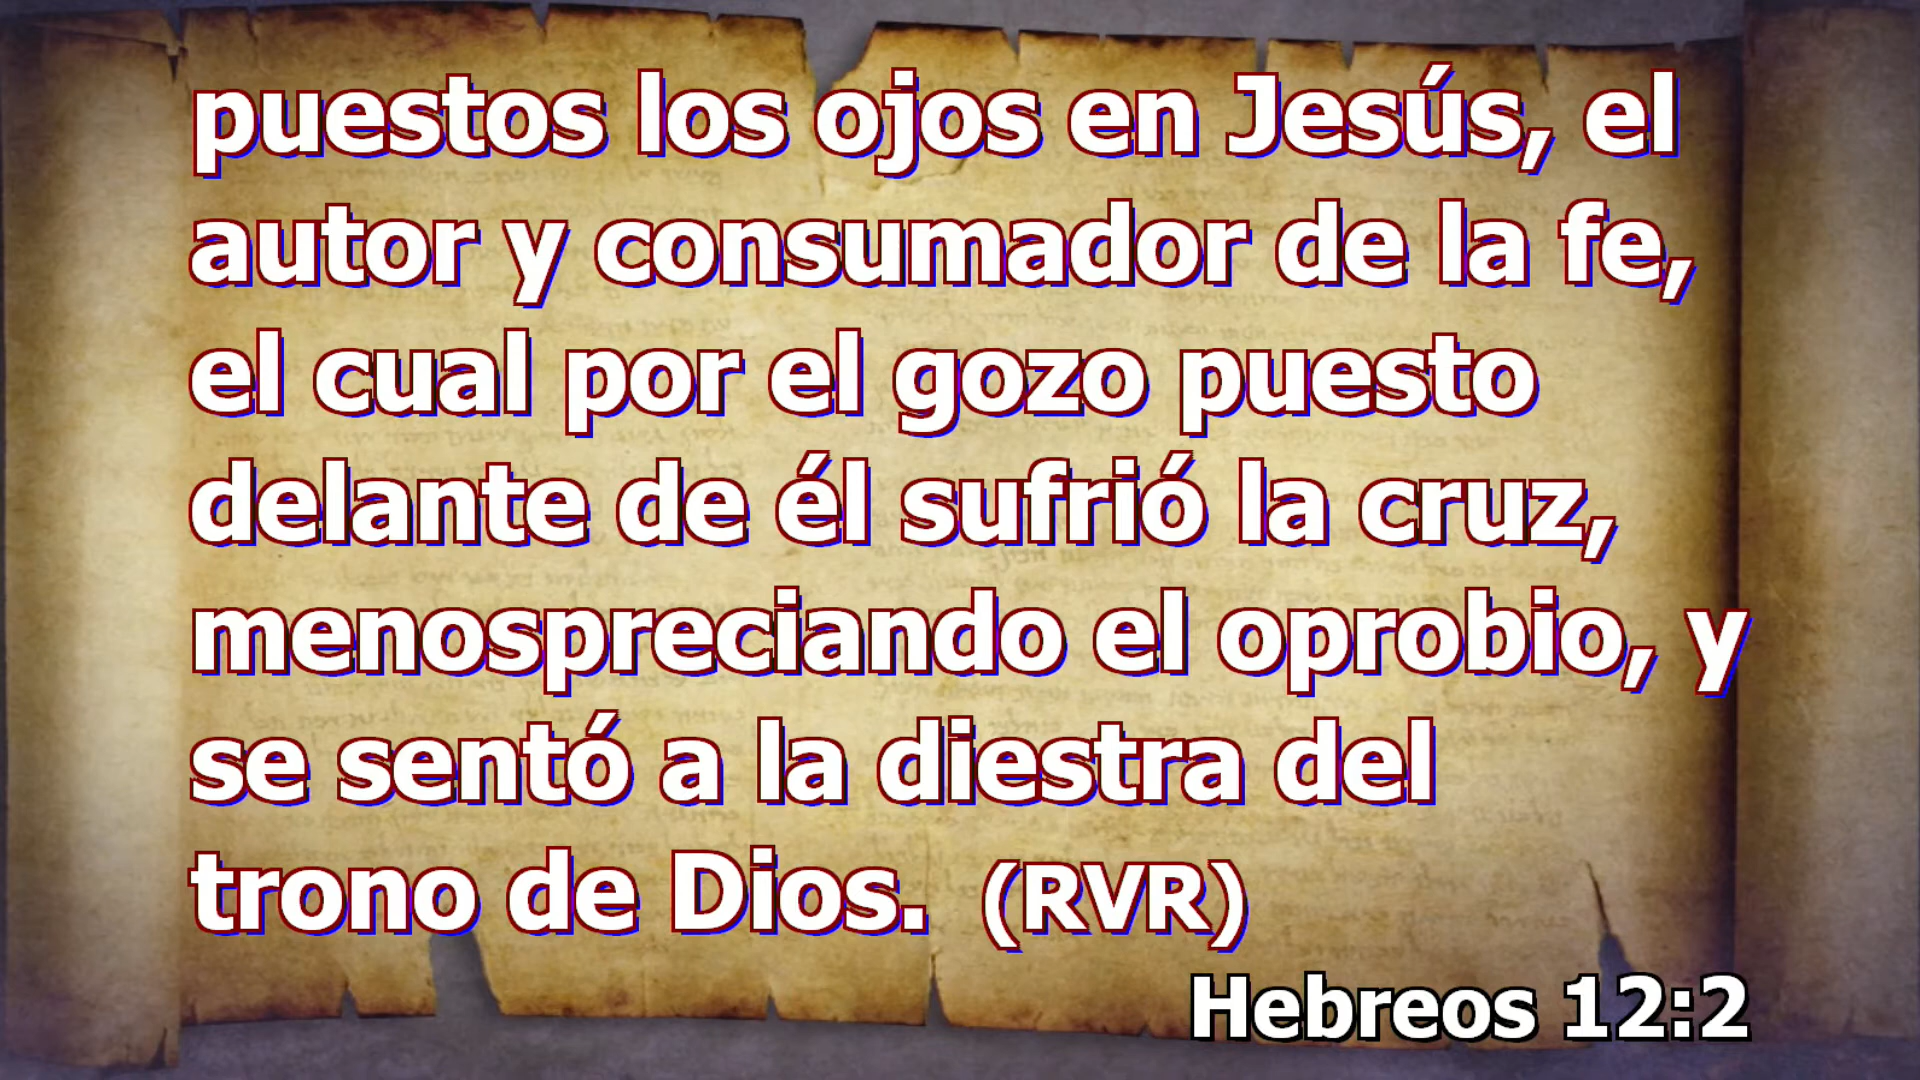 puestos los ojos en Jesús, el
autor y consumador de la fe,
el cual por el gozo puesto
delante de él sufrió la cruz,
menospreciando el oprobio, y
se sentó a la diestra del
trono de Dios. (RVR)
Hebreos 12:2